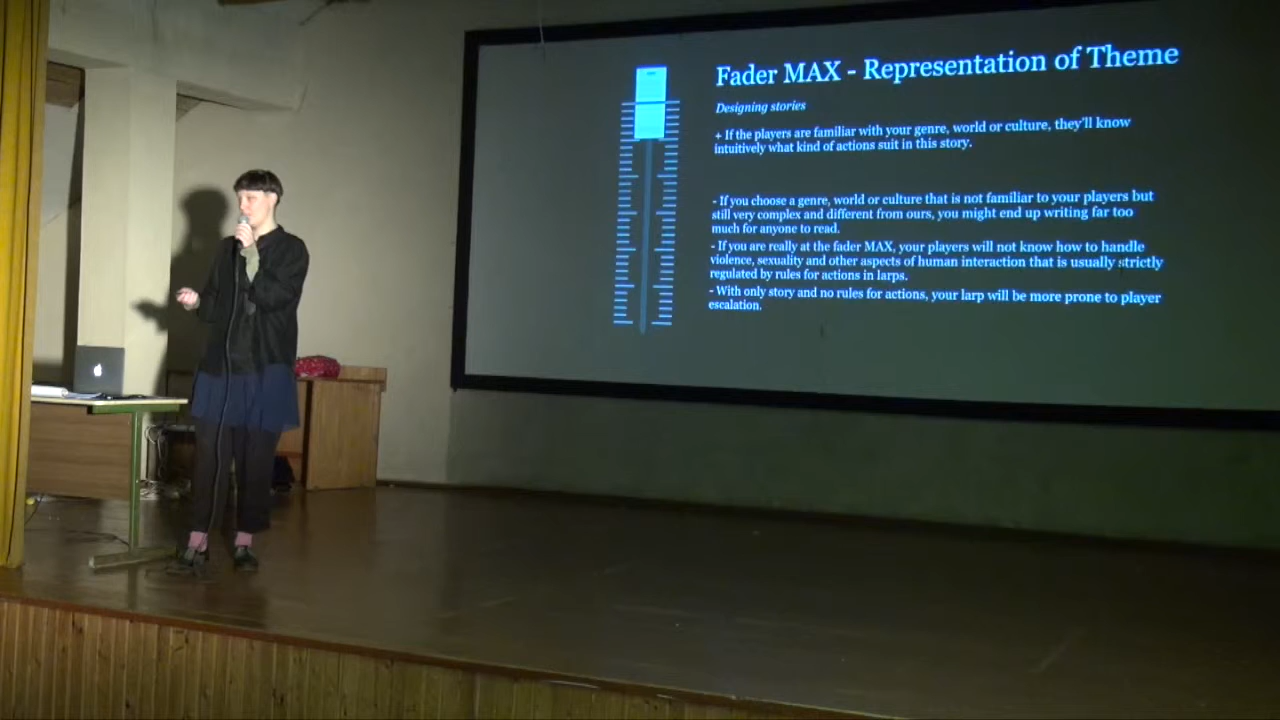 Fader MAX - Representation of Theme
Designing stories
+ If the players are familiar with your genre, world or culture, they'll know
intuitively what kind of actions suit in this story.
- If you choose a genre, world or culture that is not familiar to your players but
still very complex and different from ours, you might end up writing far too
much for anyone to read.
- If you are really at the fader MAX, your players will not know how to handle
violence, sexuality and other aspects of human interaction that is usually strictly
regulated by rules for actions in larps.
- With only story and no rules for actions, your larp will be more prone to player
escalation.